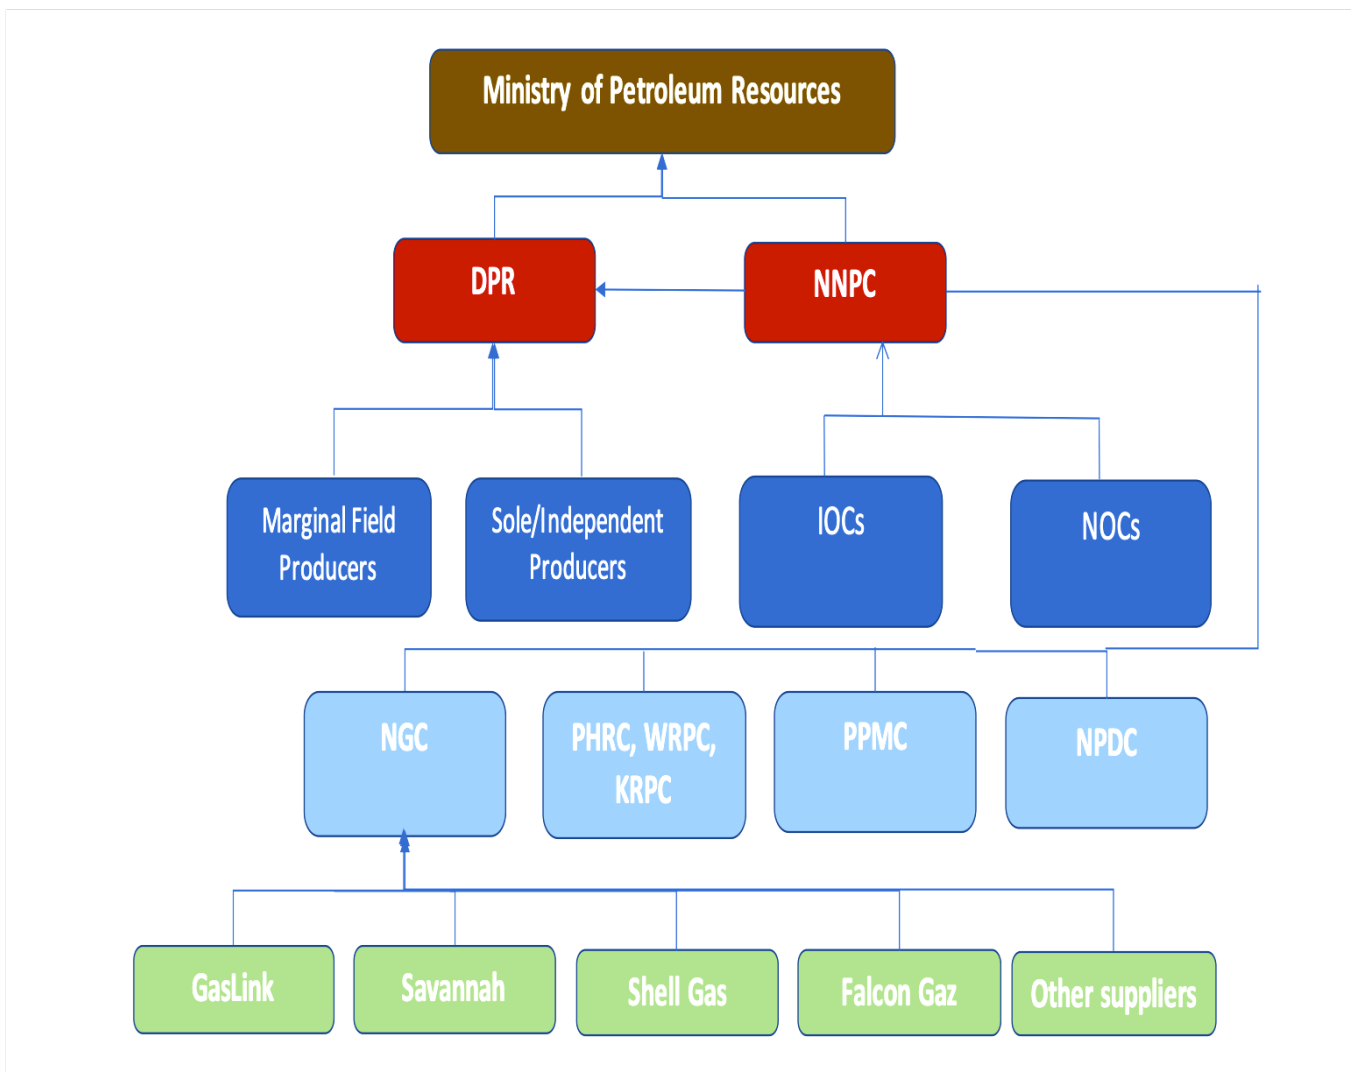 Ministry of Petroleum Resources
DPR
NNPC
Marginal Field
Producers
Sole/Independent
Producers
IOCs
NOCs
NGC
PHRC, WRPC,
KRPC
PPMC
NPDC
GasLink
Savannah
Shell Gas
Falcon Gaz
Other suppliers